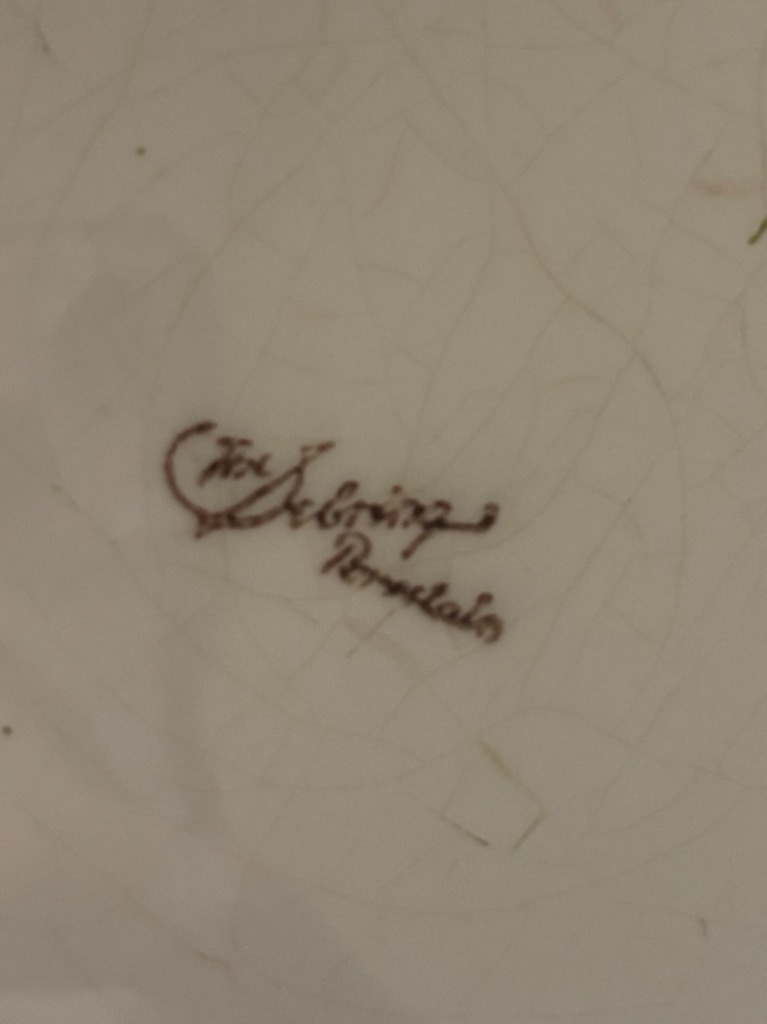 The Sebring
Porcelain